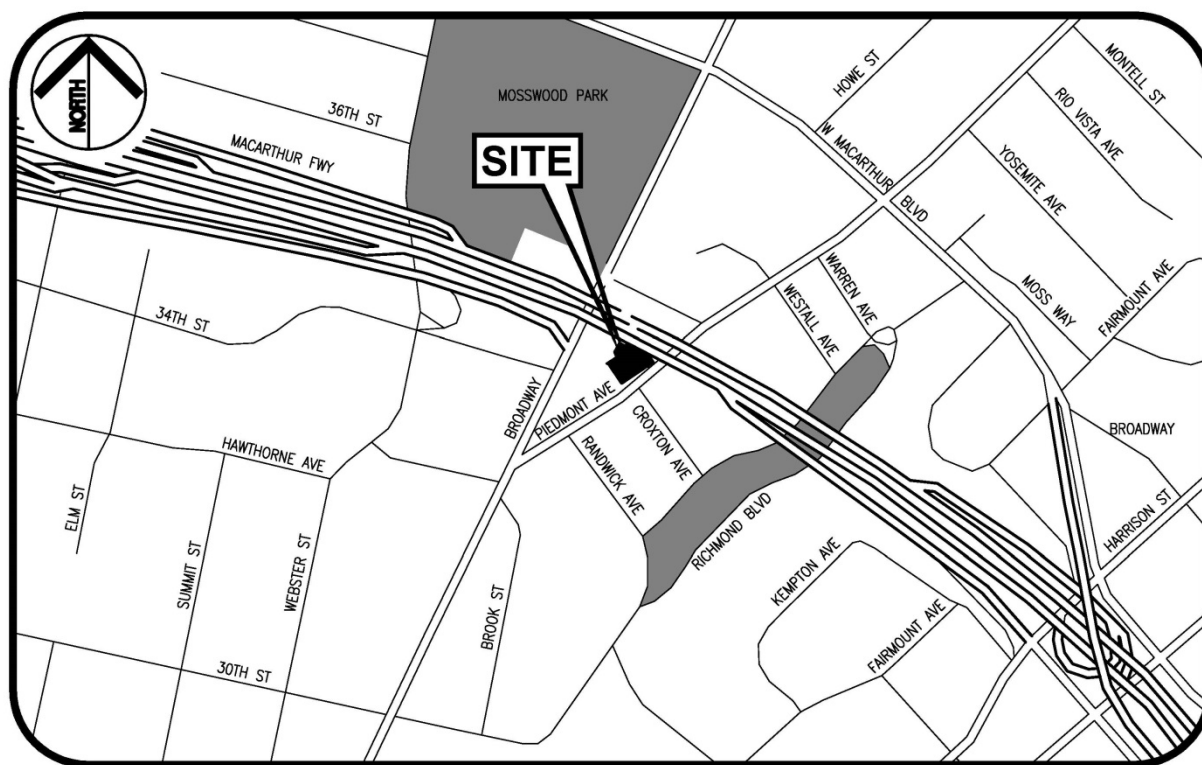 NORTH
MOSSWOOD PARK
HOWE ST
MONTELL ST
36TH ST
RIO VISTA AVE
MACARTHUR FWY
SITE
W MACARTHUR BLVD
YOSEMITE AVE
WARREN AVE
WESTALL AVE
MOSS WAY
FAIRMOUNT AVE
34TH ST
BROADWAY
PIEDMONT AVE
CROXTON AVE
RANDWICK AVE
BROADWAY
HAWTHORNE AVE
ELM ST
RICHMOND BLVD
HARRISON ST
SUMMIT ST
WEBSTER ST
BROOK ST
KEMPTON AVE
FAIRMOUNT AVE
30TH ST